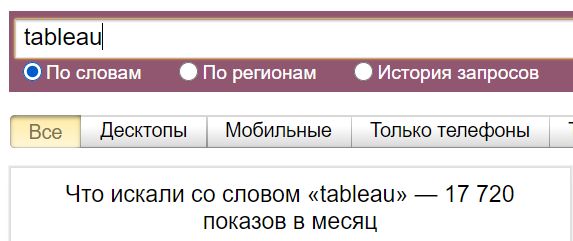 tableau
По словам По регионам История запросов
Все Десктопы Мобильные Только телефоны
Что искали со словом «tableau» — 17 720
показов в месяц